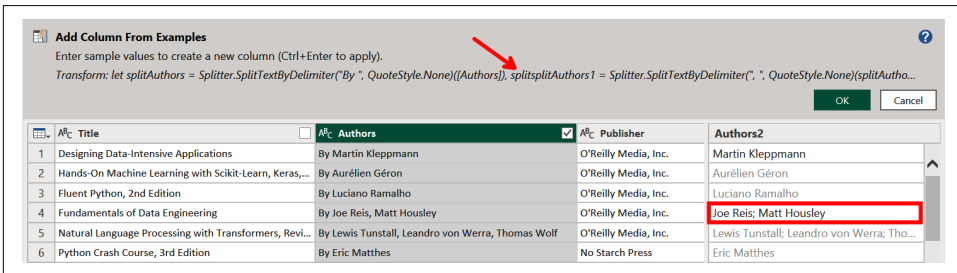 Add Column From Examples
Enter sample values to create a new column (Ctrl+Enter to apply).
Transform: let splitAuthors = Splitter.SplitTextByDelimiter("By ", QuoteStyle.None)([Authors]), splitsplitAuthors1 = Splitter.SplitTextByDelimiter(", ", QuoteStyle.None)(splitAutho...
OK Cancel
ABC Title ABC Authors ABC Publisher Authors2
1 Designing Data-Intensive Applications By Martin Kleppmann O'Reilly Media, Inc. Martin Kleppmann
2 Hands-On Machine Learning with Scikit-Learn, Keras,... By Aurélien Géron O'Reilly Media, Inc. Aurélien Géron
3 Fluent Python, 2nd Edition By Luciano Ramalho O'Reilly Media, Inc. Luciano Ramalho
4 Fundamentals of Data Engineering By Joe Reis, Matt Housley O'Reilly Media, Inc. Joe Reis; Matt Housley
5 Natural Language Processing with Transformers, Revi... By Lewis Tunstall, Leandro von Werra, Thomas Wolf O'Reilly Media, Inc. Lewis Tunstall; Leandro von Werra; Tho...
6 Python Crash Course, 3rd Edition By Eric Matthes No Starch Press Eric Matthes